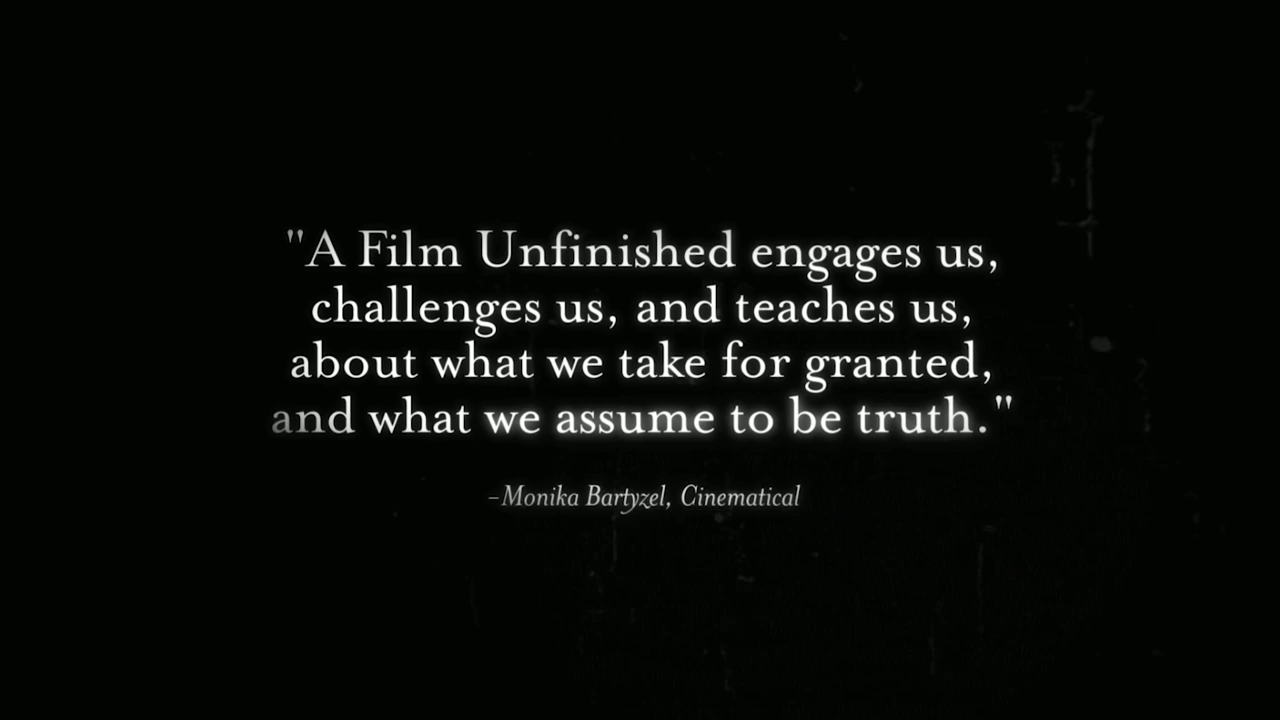 "A Film Unfinished engages us,
challenges us, and teaches us,
about what we take for granted,
and what we assume to be truth."
–Monika Bartyzel, Cinematical